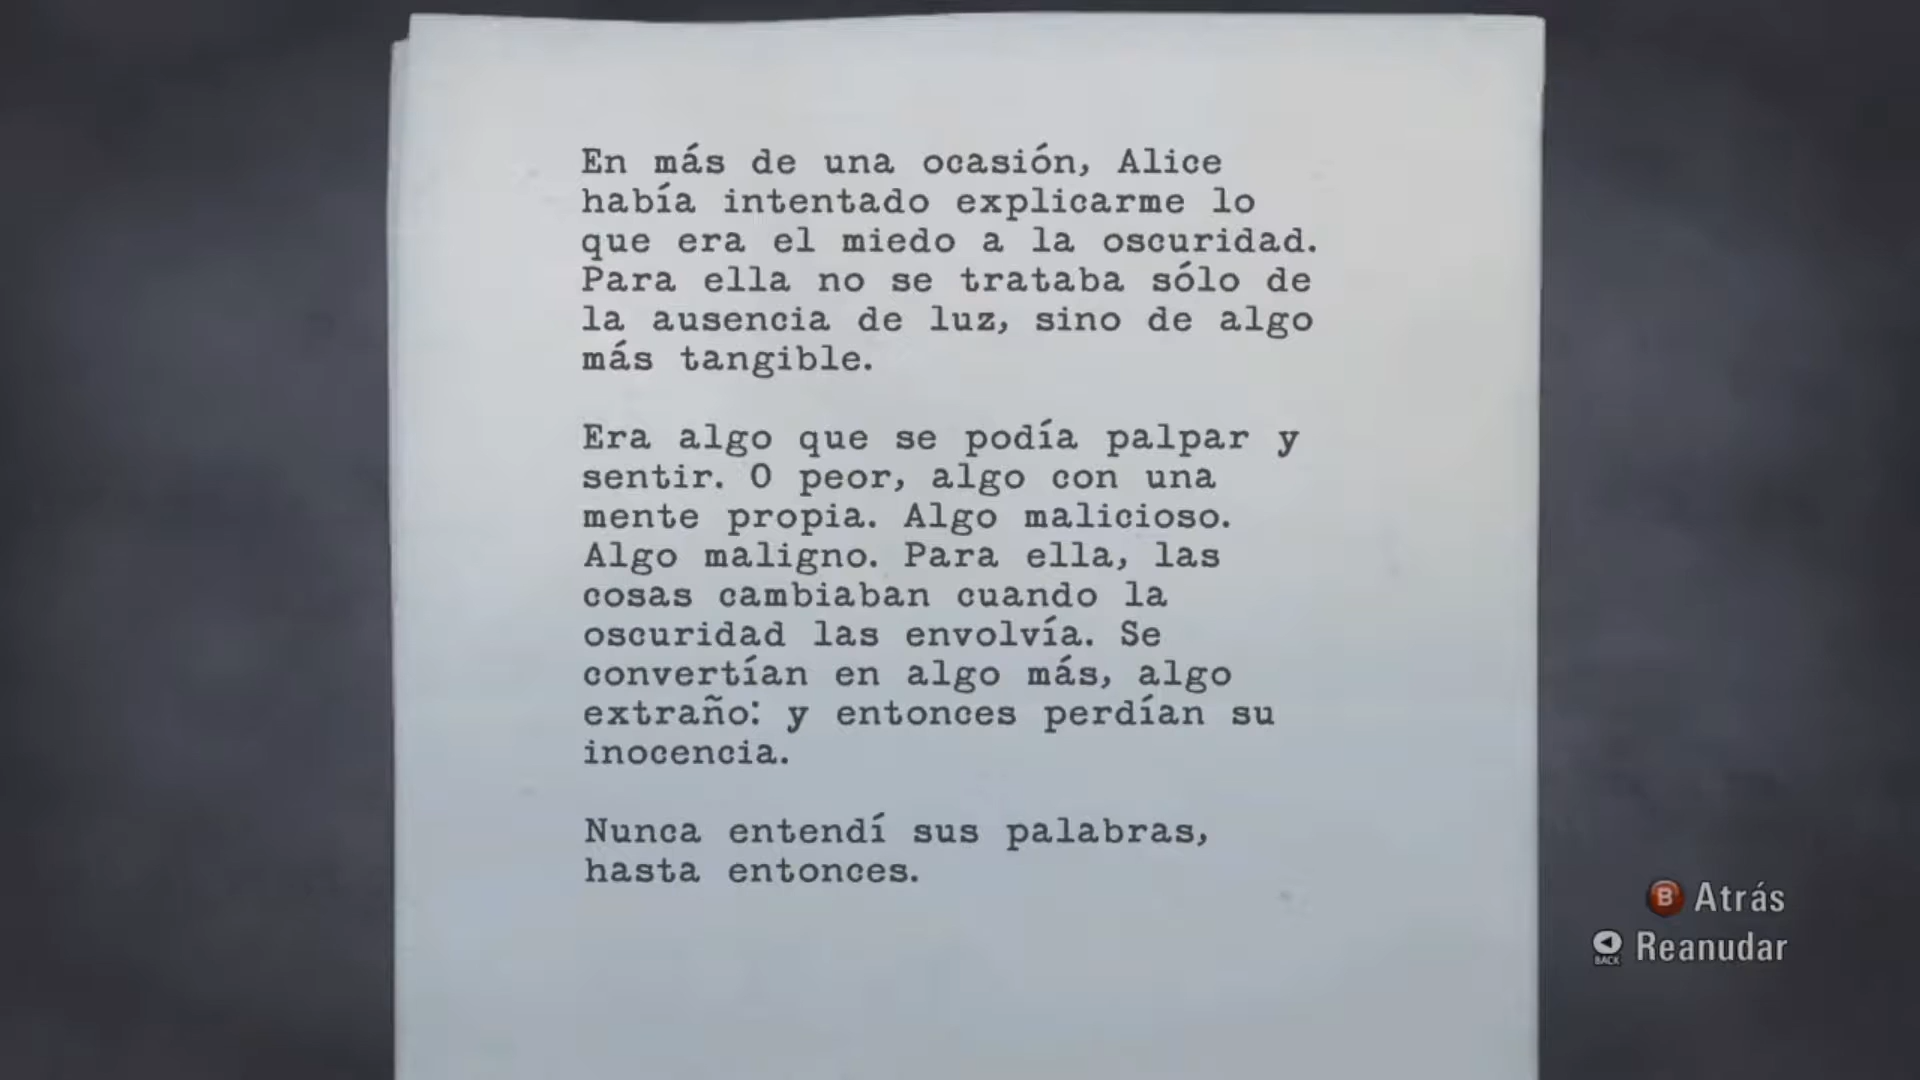 En más de una ocasión, Alice
había intentado explicarme lo
que era el miedo a la oscuridad.
Para ella no se trataba sólo de
la ausencia de luz, sino de algo
más tangible.
Era algo que se podía palpar y
sentir. O peor, algo con una
mente propia. Algo malicioso.
Algo maligno. Para ella, las
cosas cambiaban cuando la
oscuridad las envolvía. Se
convertían en algo más, algo
extraño: y entonces perdían su
inocencia.
Nunca entendí sus palabras,
hasta entonces.
B Atrás
BACK Reanudar